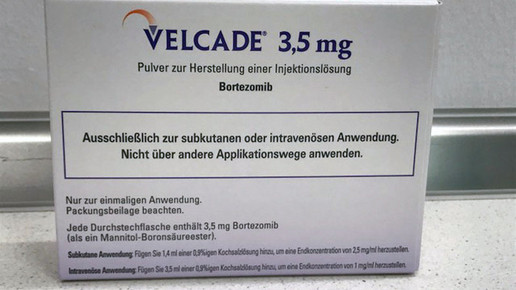 VELCADE® 3,5 mg
Pulver zur Herstellung einer Injektionslösung
Bortezomib
Ausschließlich zur subkutanen oder intravenösen Anwendung.
Nicht über andere Applikationswege anwenden.
Nur zur einmaligen Anwendung.
Packungsbeilage beachten.
Jede Durchstechflasche enthält 3,5 mg Bortezomib
(als ein Mannitol-Boronsäureester).
Subkutane Anwendung: Fügen Sie 1,4 ml einer 0,9%igen Kochsalzlösung hinzu, um eine Endkonzentration von 2,5 mg/ml herzustellen.
Intravenöse Anwendung: Fügen Sie 3,5 ml einer 0,9%igen Kochsalzlösung hinzu, um eine Endkonzentration von 1 mg/ml herzustellen.